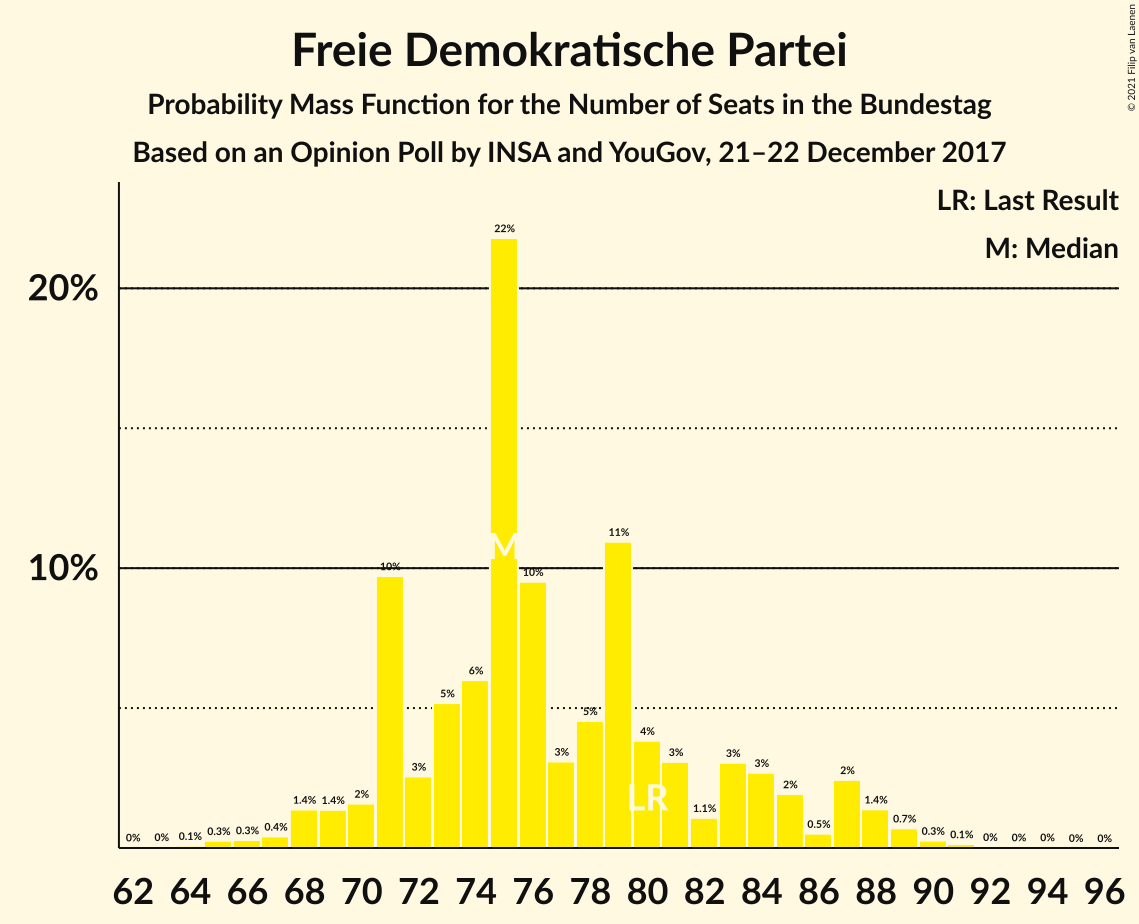 Freie Demokratische Partei
Probability Mass Function for the Number of Seats in the Bundestag
Based on an Opinion Poll by INSA and YouGov, 21–22 December 2017
© 2021 Filip van Laenen
LR: Last Result
M: Median
20%
10%
0% 0% 0.1% 0.3% 0.3% 0.4% 1.4% 1.4% 2% 10% 3% 5% 6% 22% 10% 3% 5% 11% 4% 3% 1.1% 3% 3% 2% 0.5% 2% 1.4% 0.7% 0.3% 0.1% 0% 0% 0% 0% 0%
M
LR
62 64 66 68 70 72 74 76 78 80 82 84 86 88 90 92 94 96